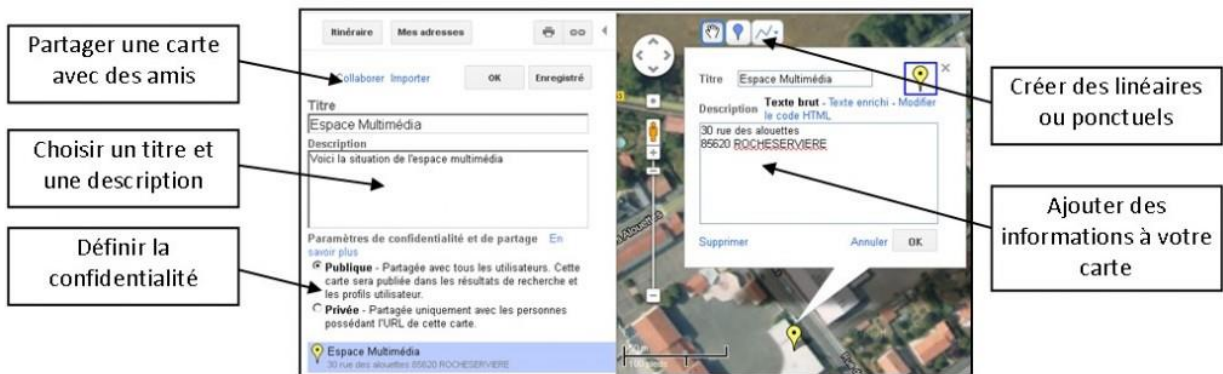 Partager une carte
avec des amis
Choisir un titre et
une description
Définir la
confidentialité
Itinéraire Mes adresses
Collaborer Importer OK Enregistré
Titre
Espace Multimédia
Description
Voici la situation de l'espace multimédia
Paramètres de confidentialité et de partage En
savoir plus
Publique - Partagée avec tous les utilisateurs. Cette
carte sera publiée dans les résultats de recherche et
les profils utilisateur.
Privée - Partagée uniquement avec les personnes
possédant l'URL de cette carte.
Espace Multimédia
30 rue des alouettes 85620 ROCHESERVIERE
Titre Espace Multimédia
Description Texte brut - Texte enrichi - Modifier
le code HTML
30 rue des alouettes
85620 ROCHESERVIERE
Supprimer Annuler OK
Alouettes
Créer des linéaires
ou ponctuels
Ajouter des
informations à votre
carte